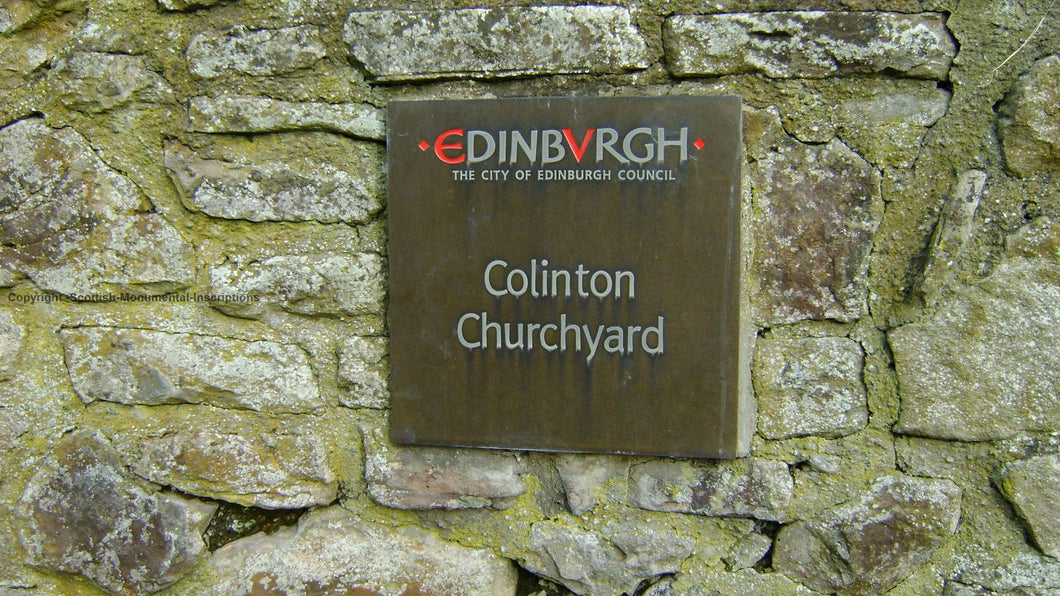 ·EDINBVRGH·
THE CITY OF EDINBURGH COUNCIL
Colinton
Churchyard
Copyright -Scottish-Monumental-Inscriptions